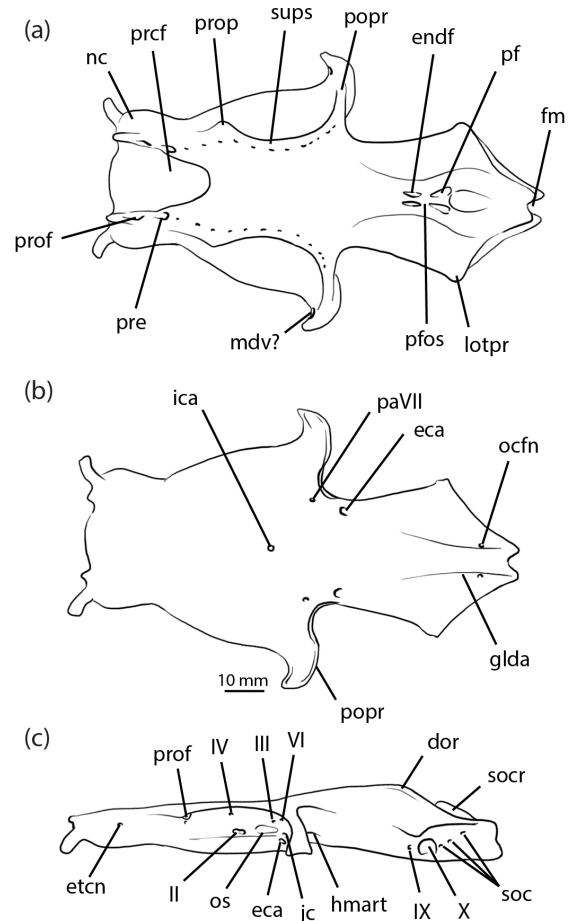 (a)
nc
prcf
prop
sups
popr
endf
pf
fm
prof
pre
mdv?
pfos
lotpr
(b)
ica
paVII
eca
ocfn
glda
10 mm
popr
(c)
prof
IV
III
VI
dor
socr
etcn
II
os
eca
jc
hmart
IX
X
soc